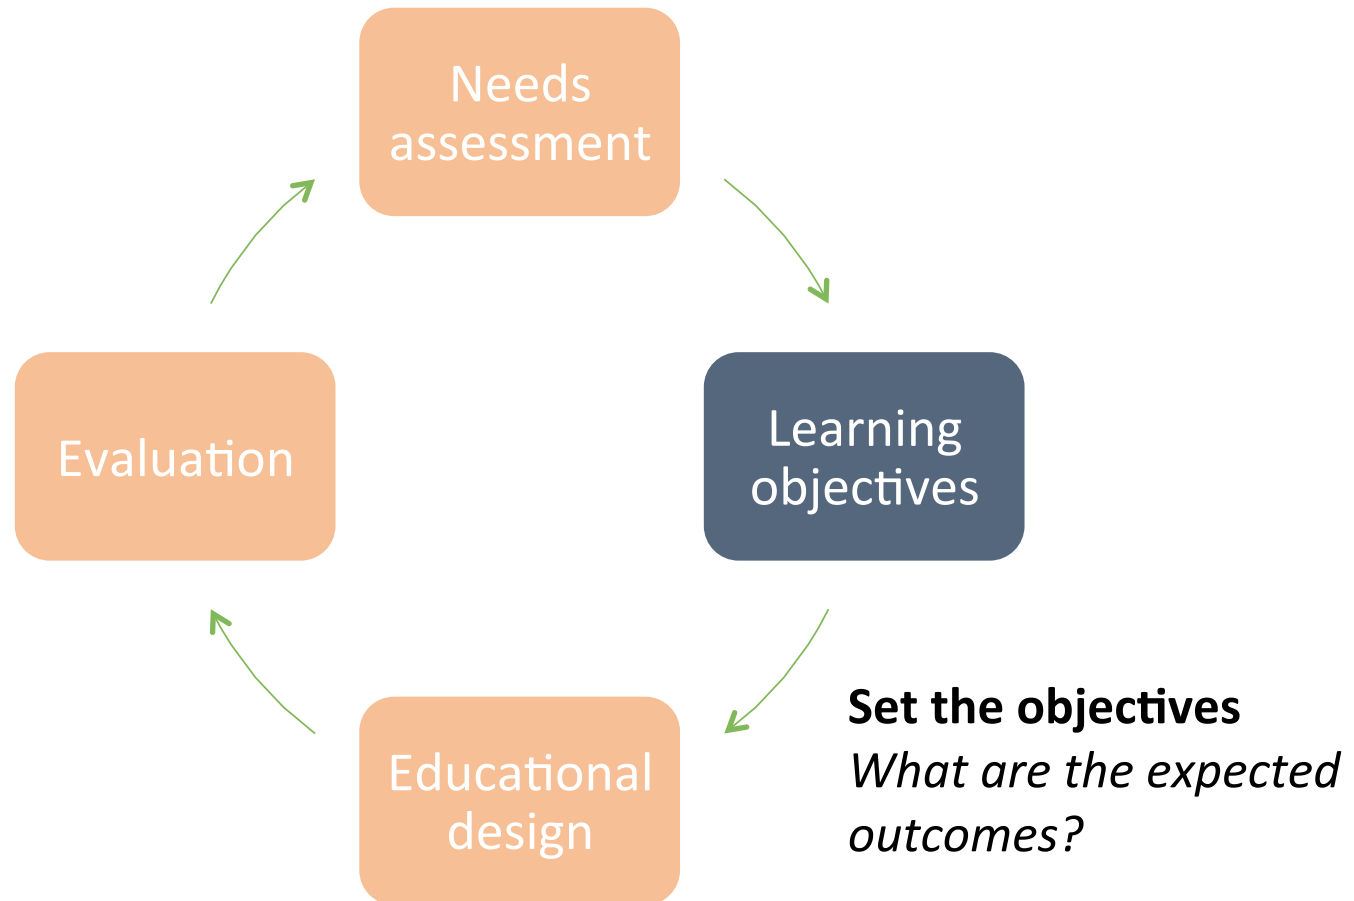 Needs
assessment
Learning
objectives
Evaluation
Educational
design
Set the objectives
What are the expected
outcomes?